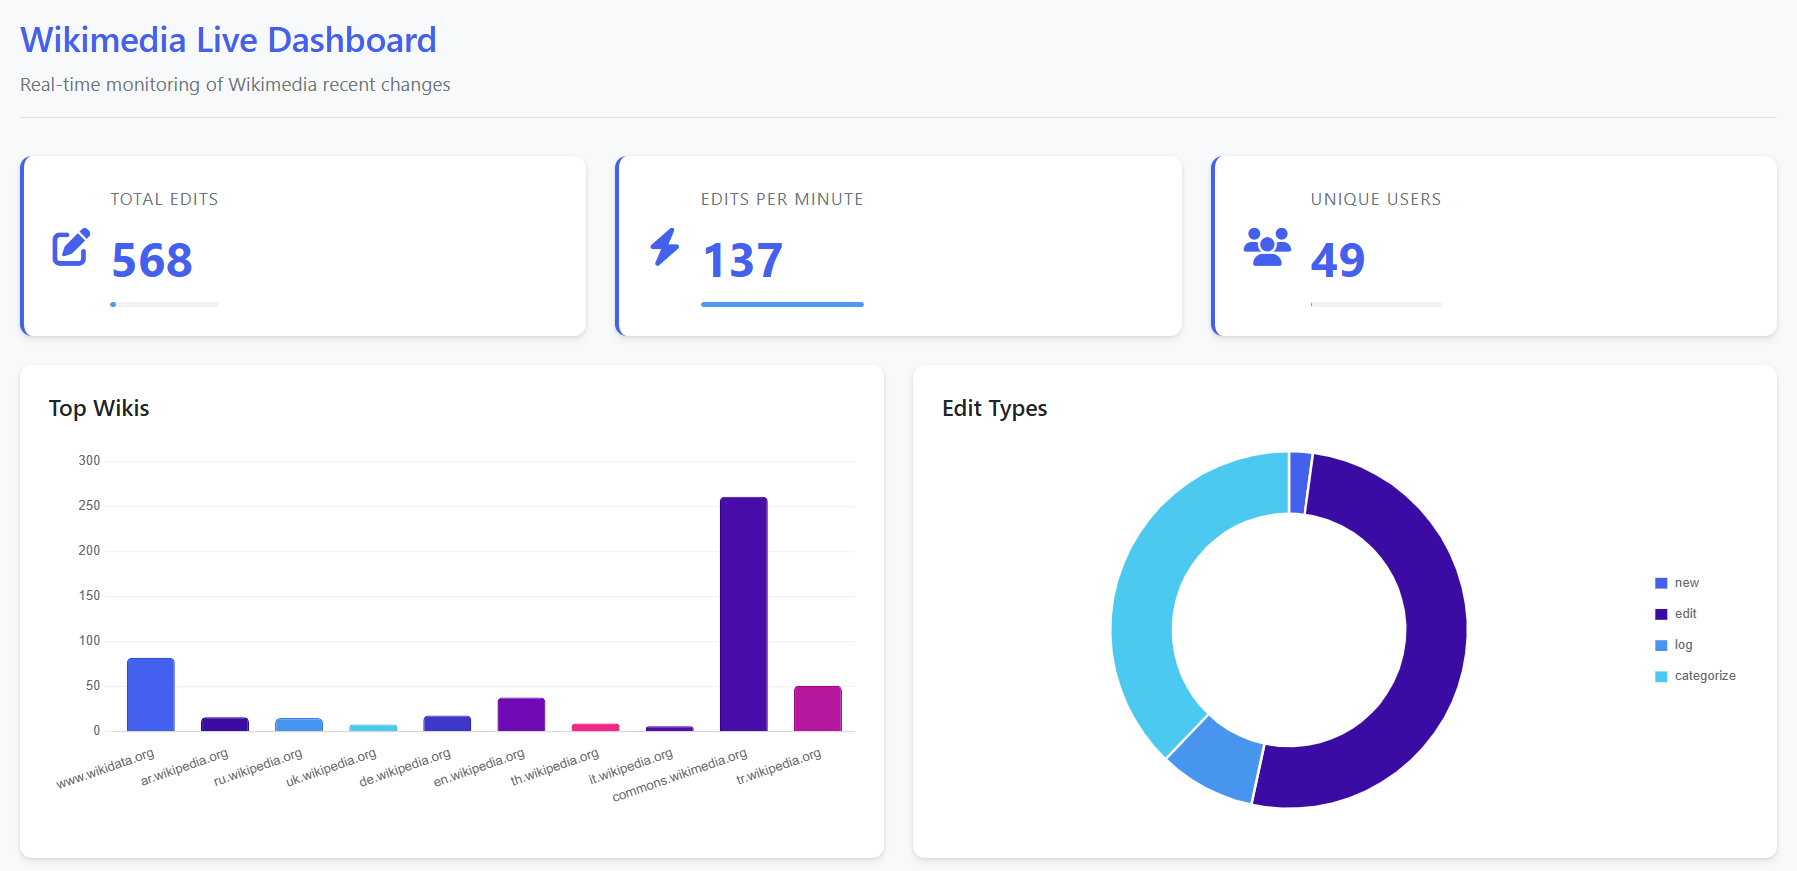 Wikimedia Live Dashboard
Real-time monitoring of Wikimedia recent changes
TOTAL EDITS
568
EDITS PER MINUTE
137
UNIQUE USERS
49
Top Wikis
300
250
200
150
100
50
0
www.wikidata.org
ar.wikipedia.org
ru.wikipedia.org
uk.wikipedia.org
de.wikipedia.org
en.wikipedia.org
th.wikipedia.org
it.wikipedia.org
commons.wikimedia.org
tr.wikipedia.org
Edit Types
new
edit
log
categorize